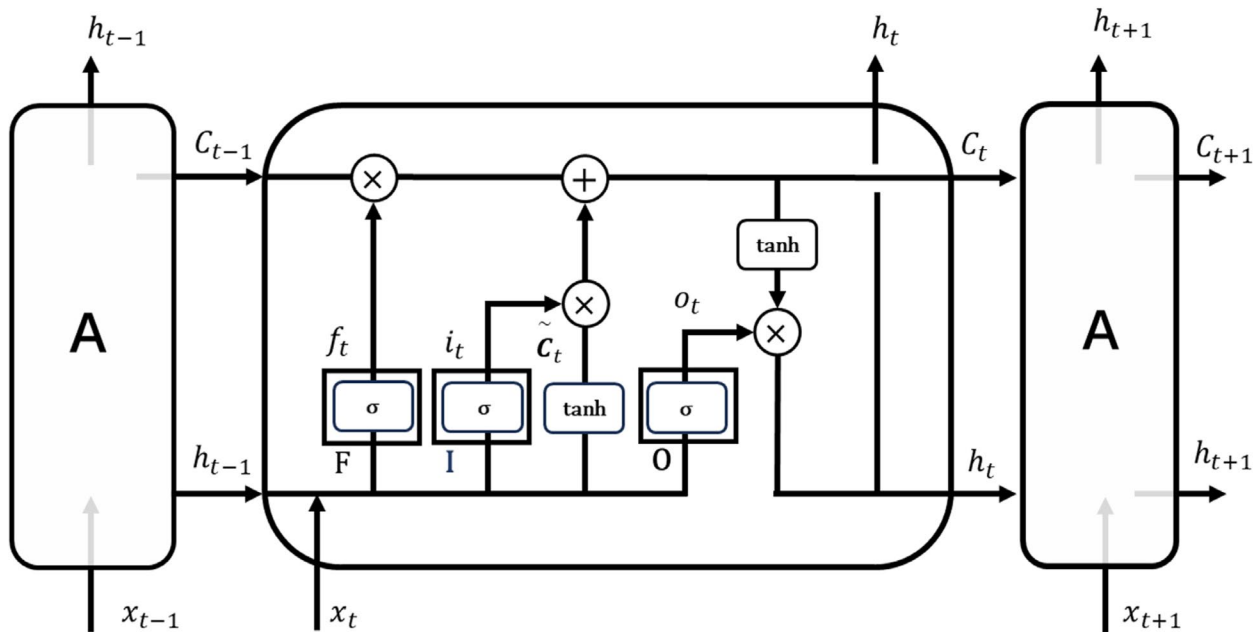 h_{t−1}
h_t
h_{t+1}
C_{t−1}
C_t
C_{t+1}
×
+
tanh
×
×
o_t
f_t
i_t
c̃_t
A
A
σ
σ
tanh
σ
F
I
O
h_{t−1}
h_t
h_{t+1}
x_{t−1}
x_t
x_{t+1}